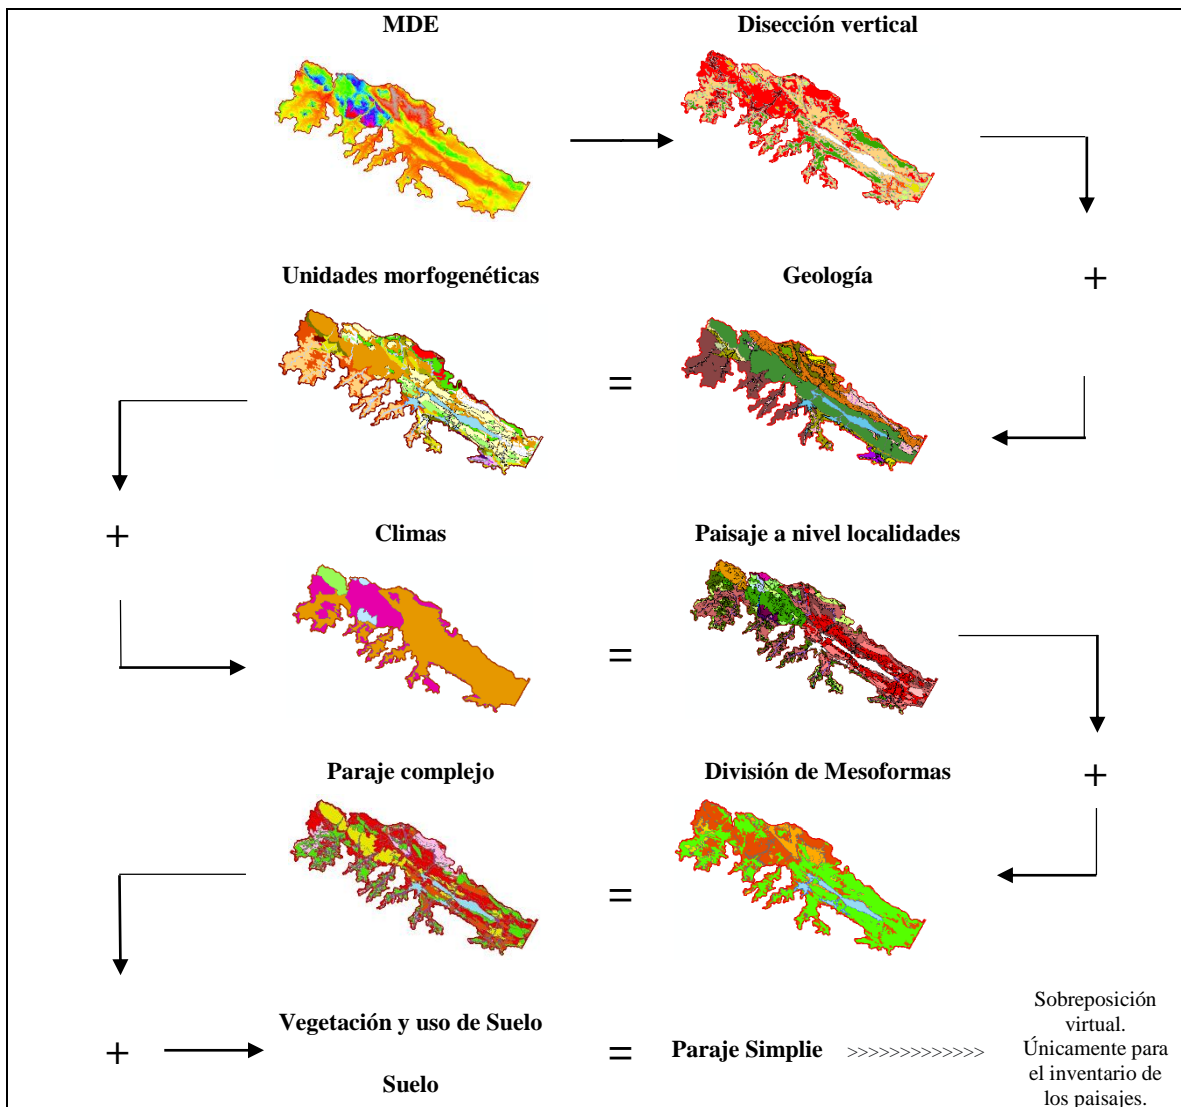 MDE
Disección vertical
Unidades morfogenéticas
Geología
+
=
+
Climas
Paisaje a nivel localidades
=
Paraje complejo
División de Mesoformas
+
=
Vegetación y uso de Suelo
+
=
Paraje Simplie
>>>>>>>>>>>>>
Suelo
Sobreposición
virtual.
Únicamente para
el inventario de
los paisajes.